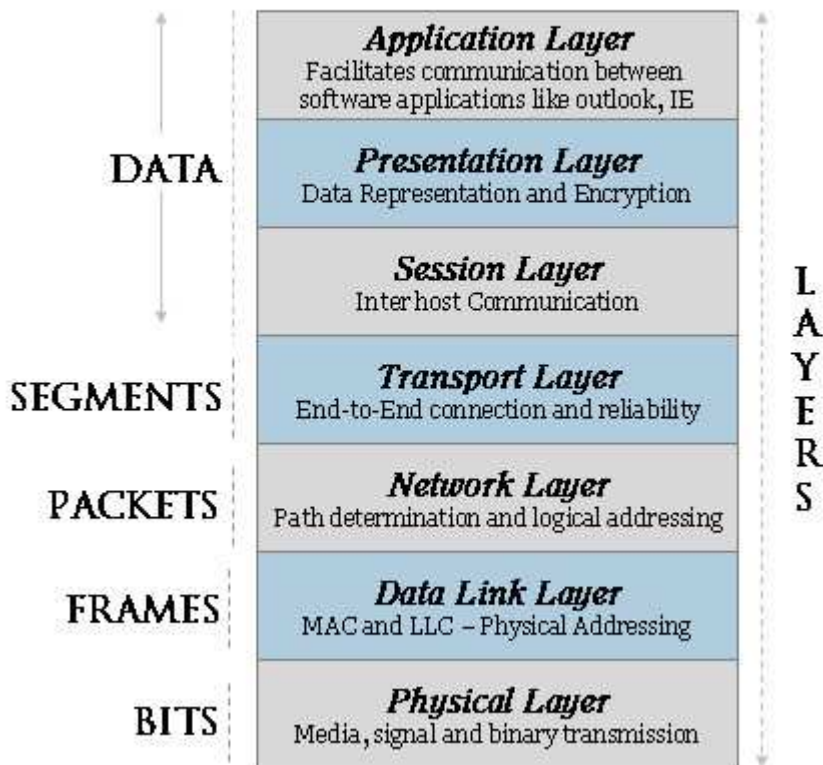 Application Layer
Facilitates communication between
software applications like outlook, IE
DATA
Presentation Layer
Data Representation and Encryption
Session Layer
Inter host Communication
SEGMENTS
Transport Layer
End-to-End connection and reliability
PACKETS
Network Layer
Path determination and logical addressing
FRAMES
Data Link Layer
MAC and LLC – Physical Addressing
BITS
Physical Layer
Media, signal and binary transmission
LAYERS